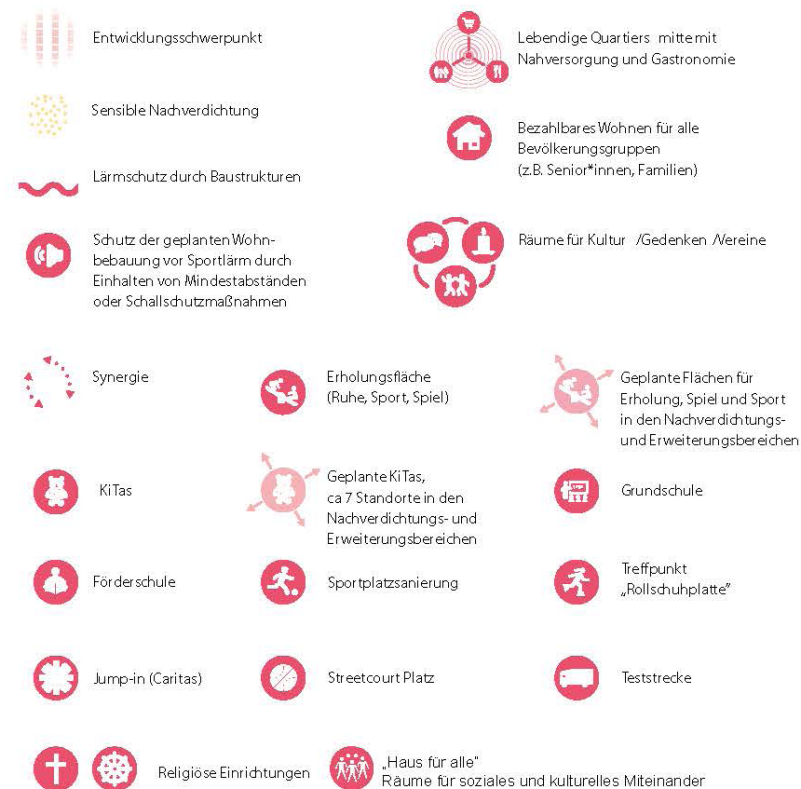 Entwicklungsschwerpunkt
Lebendige Quartiers mitte mit
Nahversorgung und Gastronomie
Sensible Nachverdichtung
Bezahlbares Wohnen für alle
Bevölkerungsgruppen
(z.B. Senior*innen, Familien)
Lärmschutz durch Baustrukturen
Schutz der geplanten Wohn-
bebauung vor Sportlärm durch
Einhalten von Mindestabständen
oder Schallschutzmaßnahmen
Räume für Kultur /Gedenken /Vereine
Synergie
Erholungsfläche
(Ruhe, Sport, Spiel)
Geplante Flächen für
Erholung, Spiel und Sport
in den Nachverdichtungs-
und Erweiterungsbereichen
KiTas
Geplante KiTas,
ca 7 Standorte in den
Nachverdichtungs- und
Erweiterungsbereichen
Grundschule
Förderschule
Sportplatzsanierung
Treffpunkt
„Rollschuhplatte”
Jump-in (Caritas)
Streetcourt Platz
Teststrecke
Religiöse Einrichtungen
„Haus für alle"
Räume für soziales und kulturelles Miteinander